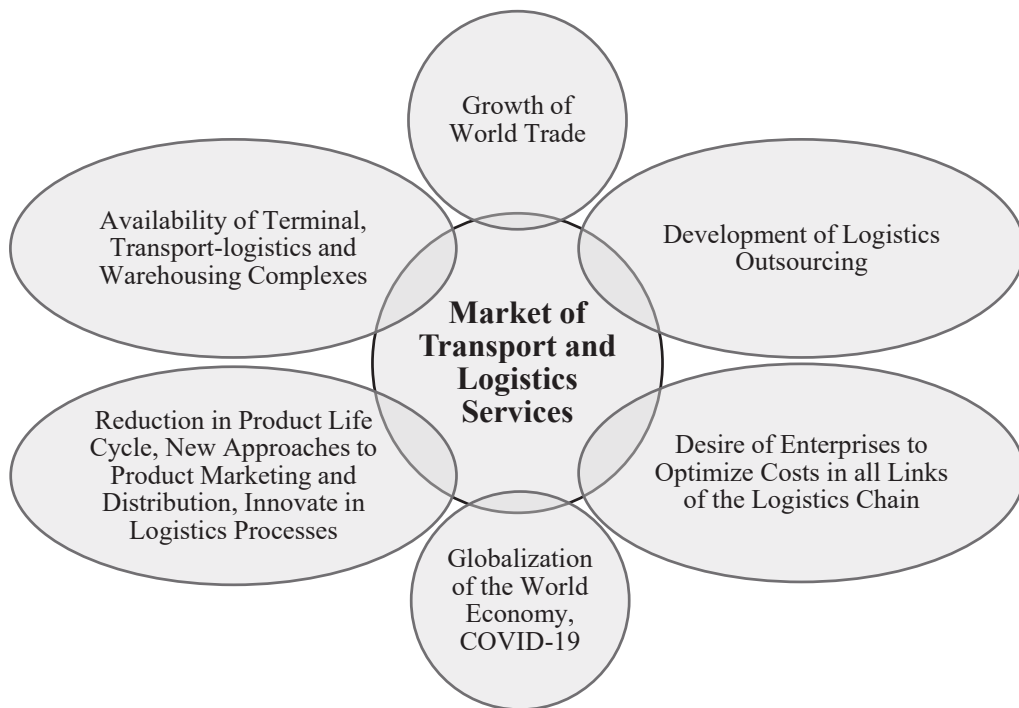 Growth of
World Trade
Availability of Terminal,
Transport-logistics and
Warehousing Complexes
Development of Logistics
Outsourcing
Market of
Transport and
Logistics
Services
Reduction in Product Life
Cycle, New Approaches to
Product Marketing and
Distribution, Innovate in
Logistics Processes
Desire of Enterprises to
Optimize Costs in all Links
of the Logistics Chain
Globalization
of the World
Economy,
COVID-19